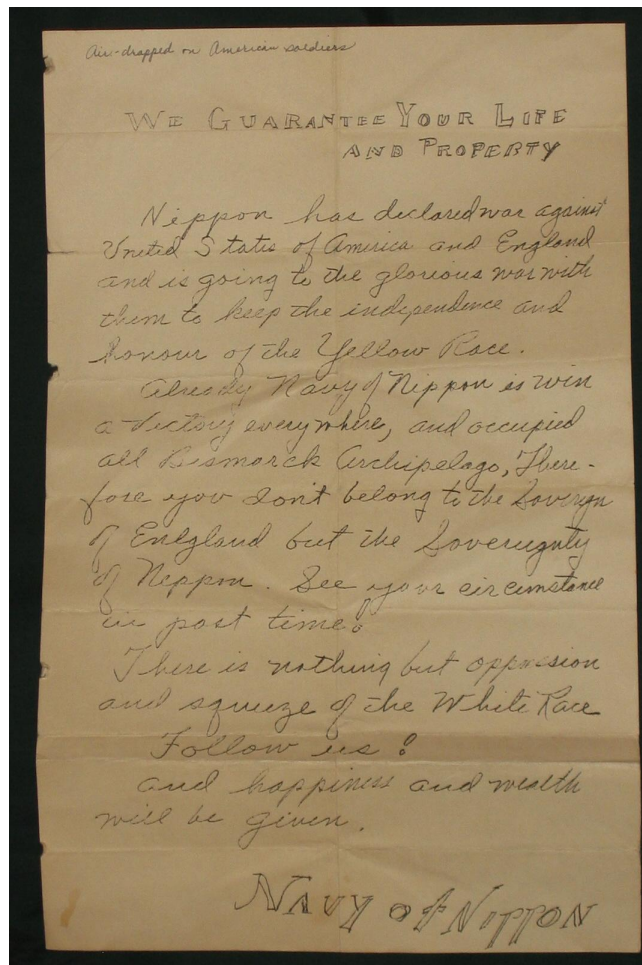 Air-dropped on American soldiers
WE GUARANTEE YOUR LIFE
AND PROPERTY
Nippon has declared war against
United States of America and England
and is going to the glorious war with
them to keep the independence and
honour of the Yellow Race.
Already Navy of Nippon is win
a victory everywhere, and occupied
all Bismarck Archipelago, There-
fore you don't belong to the Soverign
of Enlgland but the Sovereignty
of Nippon. See your circumstance
in past time!
There is nothing but oppresion
and squeeze of the White Race
Follow us!
and happiness and wealth
will be given.
NAVY of NIPPON